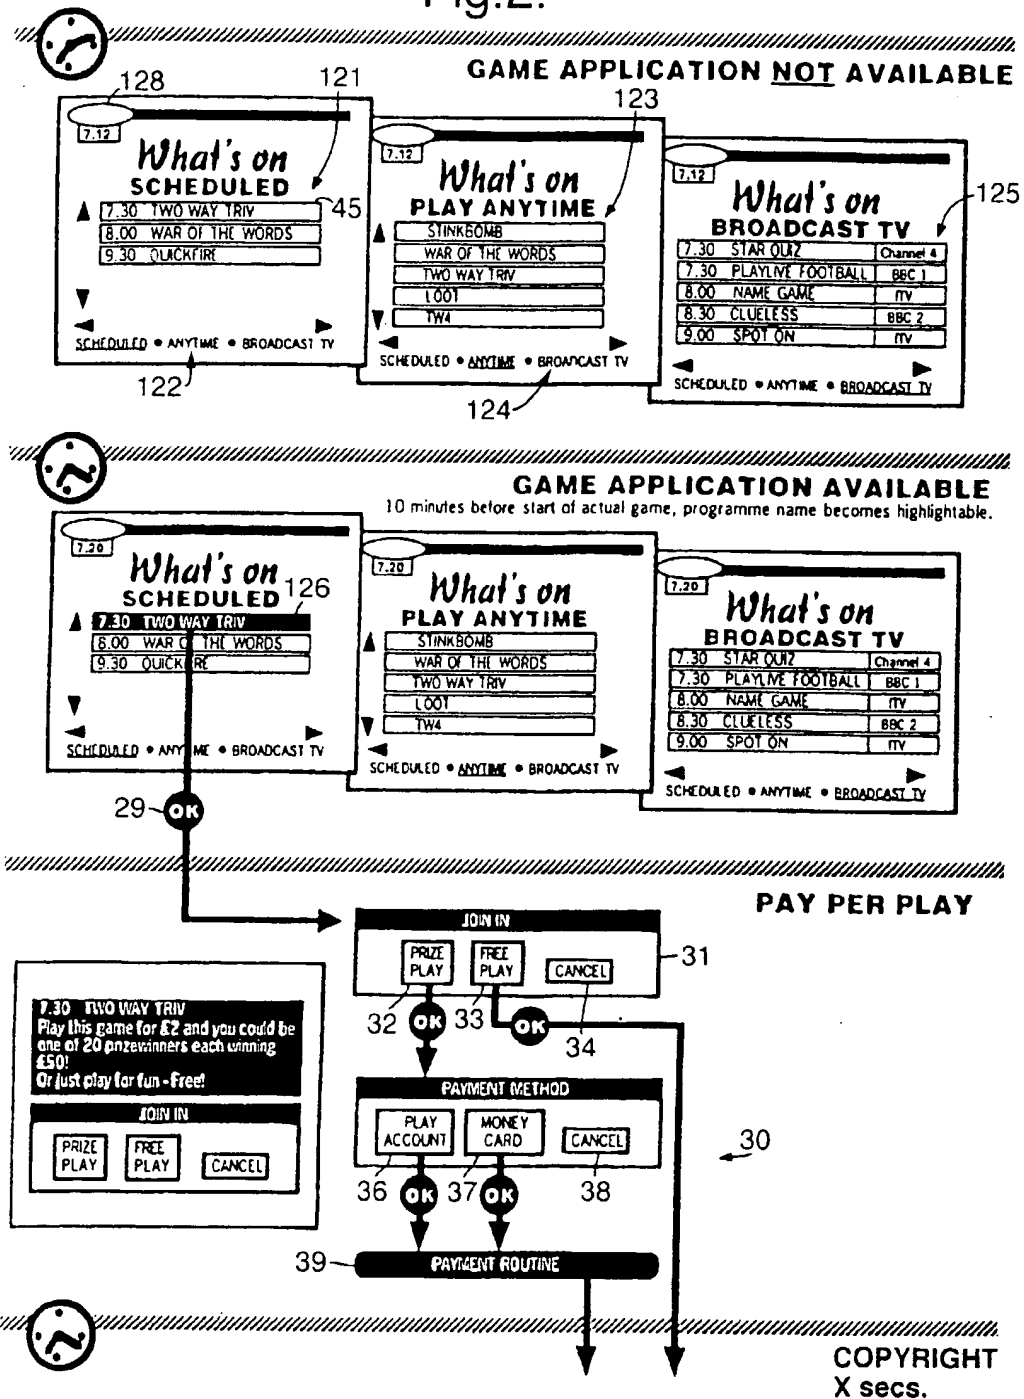 Fig.2.
GAME APPLICATION NOT AVAILABLE
128
121
123
7.12
What's on
SCHEDULED
7.30 TWO WAY TRIV
45
8.00 WAR OF THE WORDS
9.30 QUICKFIRE
SCHEDULED • ANYTIME • BROADCAST TV
122
7.12
What's on
PLAY ANYTIME
STINKBOMB
WAR OF THE WORDS
TWO WAY TRIV
LOOT
TW4
SCHEDULED • ANYTIME • BROADCAST TV
124
7.12
What's on
125
BROADCAST TV
7.30 STAR QUIZ Channel 4
7.30 PLAYLIVE FOOTBALL BBC 1
8.00 NAME GAME ITV
8.30 CLUELESS BBC 2
9.00 SPOT ON ITV
SCHEDULED • ANYTIME • BROADCAST TV
GAME APPLICATION AVAILABLE
10 minutes before start of actual game, programme name becomes highlightable.
7.20
What's on
SCHEDULED
126
7.30 TWO WAY TRIV
8.00 WAR OF THE WORDS
9.30 QUICKFIRE
SCHEDULED • ANYTIME • BROADCAST TV
7.20
What's on
PLAY ANYTIME
STINKBOMB
WAR OF THE WORDS
TWO WAY TRIV
LOOT
TW4
SCHEDULED • ANYTIME • BROADCAST TV
7.20
What's on
BROADCAST TV
7.30 STAR QUIZ Channel 4
7.30 PLAYLIVE FOOTBALL BBC 1
8.00 NAME GAME ITV
8.30 CLUELESS BBC 2
9.00 SPOT ON ITV
SCHEDULED • ANYTIME • BROADCAST TV
29
OK
PAY PER PLAY
JOIN IN
PRIZE PLAY
FREE PLAY
CANCEL
31
32
OK
33
OK
34
7.30 TWO WAY TRIV
Play this game for £2 and you could be
one of 20 prizewinners each winning
£50!
Or just play for fun - Free!
JOIN IN
PRIZE PLAY
FREE PLAY
CANCEL
PAYMENT METHOD
PLAY ACCOUNT
MONEY CARD
CANCEL
30
36
OK
37
OK
38
39
PAYMENT ROUTINE
COPYRIGHT
X secs.